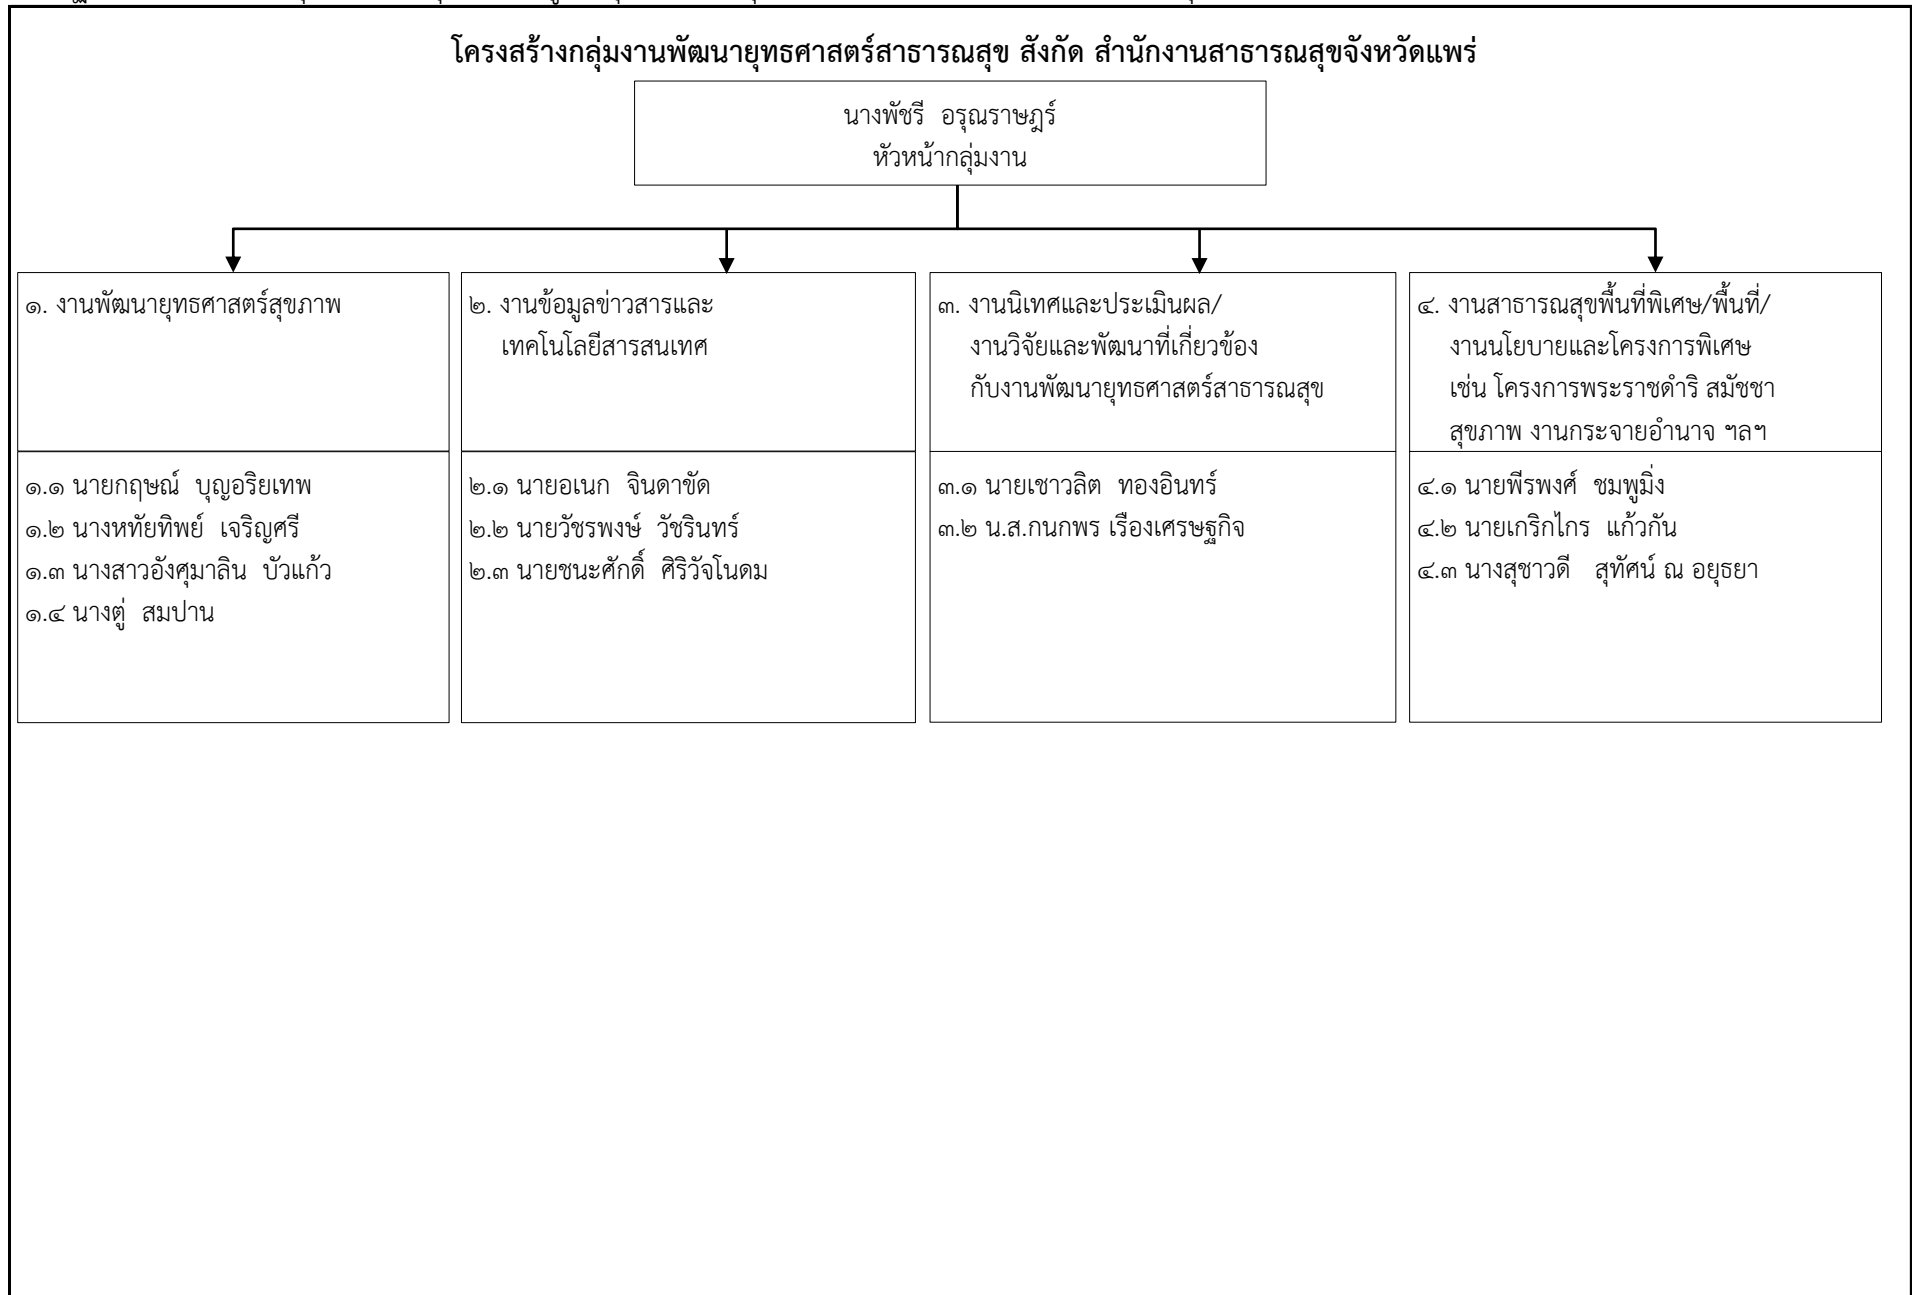 โครงสร้างกลุ่มงานพัฒนายุทธศาสตร์สาธารณสุข สังกัด สำนักงานสาธารณสุขจังหวัดแพร่
นางพัชรี อรุณราษฎร์
หัวหน้ากลุ่มงาน
๑. งานพัฒนายุทธศาสตร์สุขภาพ
๑.๑ นายกฤษณ์ บุญอริยเทพ
๑.๒ นางหทัยทิพย์ เจริญศรี
๑.๓ นางสาวอังศุมาลิน บัวแก้ว
๑.๔ นางตู่ สมปาน
๒. งานข้อมูลข่าวสารและ
เทคโนโลยีสารสนเทศ
๒.๑ นายอเนก จินดาขัด
๒.๒ นายวัชรพงษ์ วัชรินทร์
๒.๓ นายชนะศักดิ์ ศิริวัจโนดม
๓. งานนิเทศและประเมินผล/
งานวิจัยและพัฒนาที่เกี่ยวข้อง
กับงานพัฒนายุทธศาสตร์สาธารณสุข
๓.๑ นายเชาวลิต ทองอินทร์
๓.๒ น.ส.กนกพร เรืองเศรษฐกิจ
๔. งานสาธารณสุขพื้นที่พิเศษ/พื้นที่/
งานนโยบายและโครงการพิเศษ
เช่น โครงการพระราชดำริ สมัชชา
สุขภาพ งานกระจายอำนาจ ฯลฯ
๔.๑ นายพีรพงศ์ ชมพูมิ่ง
๔.๒ นายเกริกไกร แก้วกัน
๔.๓ นางสุชาวดี สุทัศน์ ณ อยุธยา